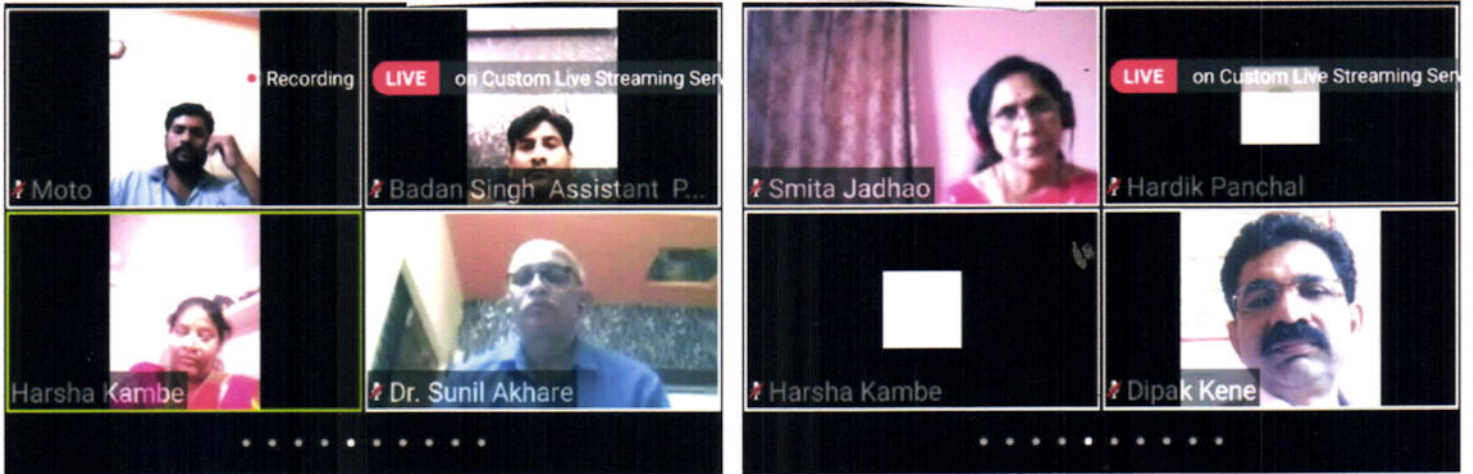 Recording
LIVE on Custom Live Streaming Serv
Moto
Badan Singh Assistant P...
Harsha Kambe
Dr. Sunil Akhare
LIVE on Custom Live Streaming Serv
Smita Jadhao
Hardik Panchal
Harsha Kambe
Dipak Kene